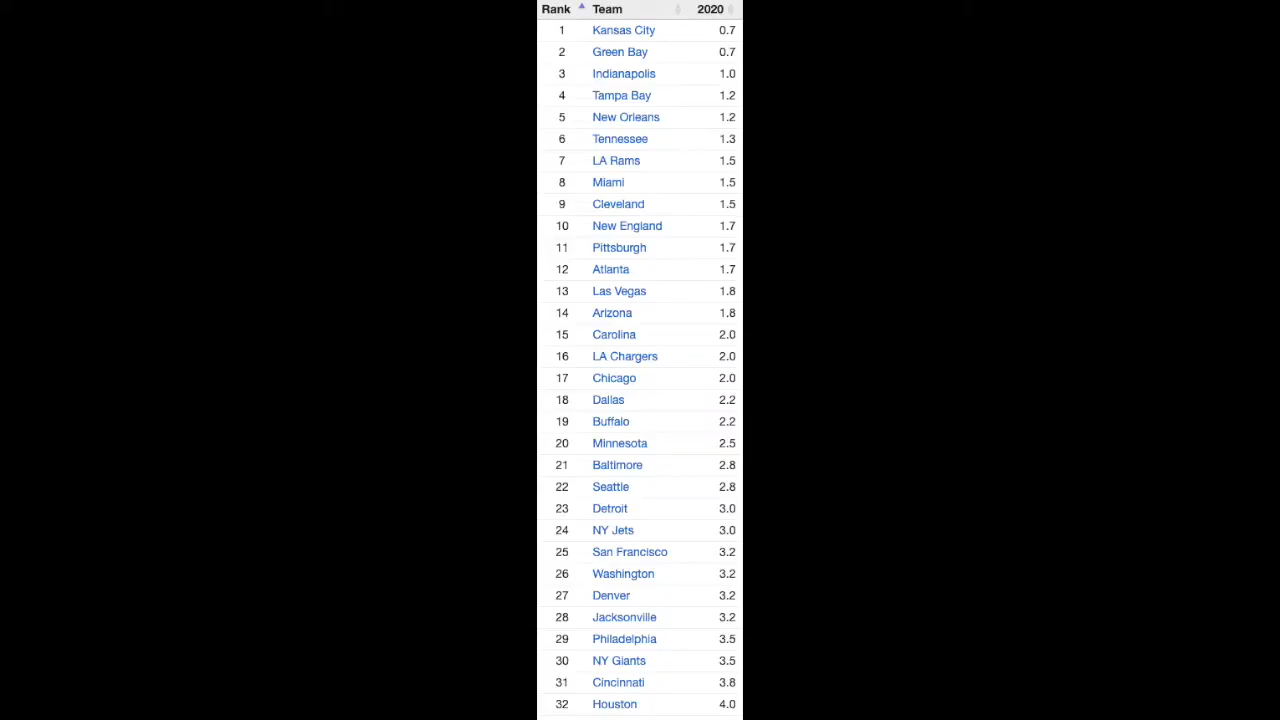 Rank Team 2020
1 Kansas City 0.7
2 Green Bay 0.7
3 Indianapolis 1.0
4 Tampa Bay 1.2
5 New Orleans 1.2
6 Tennessee 1.3
7 LA Rams 1.5
8 Miami 1.5
9 Cleveland 1.5
10 New England 1.7
11 Pittsburgh 1.7
12 Atlanta 1.7
13 Las Vegas 1.8
14 Arizona 1.8
15 Carolina 2.0
16 LA Chargers 2.0
17 Chicago 2.0
18 Dallas 2.2
19 Buffalo 2.2
20 Minnesota 2.5
21 Baltimore 2.8
22 Seattle 2.8
23 Detroit 3.0
24 NY Jets 3.0
25 San Francisco 3.2
26 Washington 3.2
27 Denver 3.2
28 Jacksonville 3.2
29 Philadelphia 3.5
30 NY Giants 3.5
31 Cincinnati 3.8
32 Houston 4.0